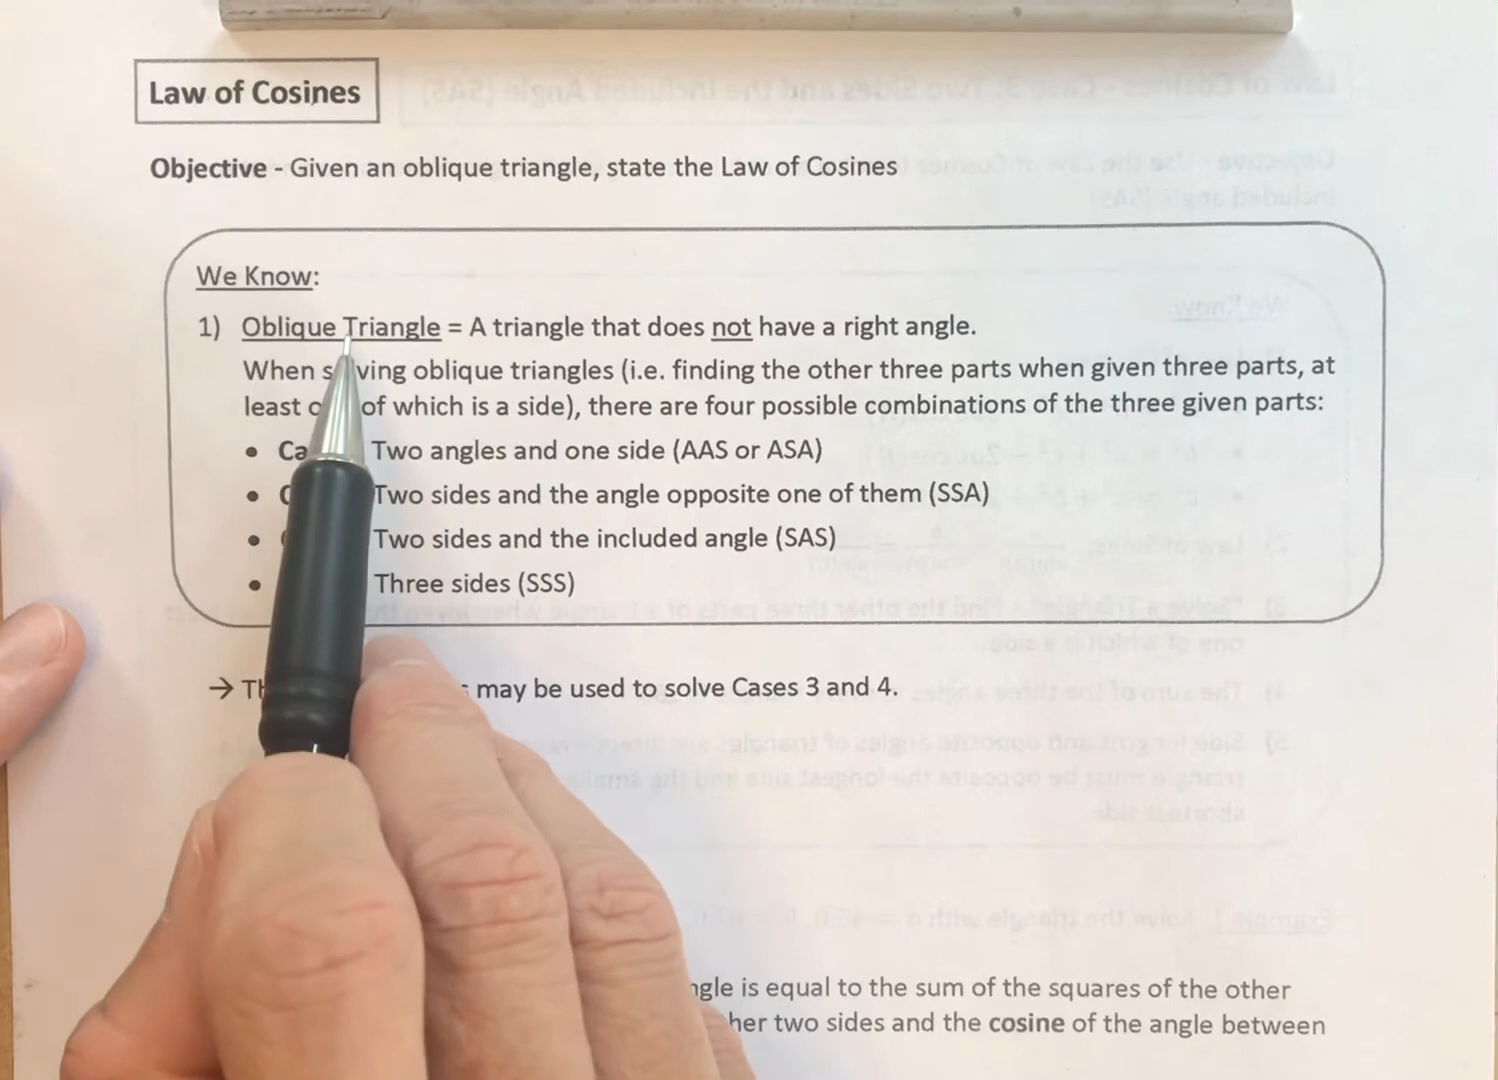 Law of Cosines
Objective - Given an oblique triangle, state the Law of Cosines
We Know:
1) Oblique Triangle = A triangle that does not have a right angle.
When solving oblique triangles (i.e. finding the other three parts when given three parts, at
least of which is a side), there are four possible combinations of the three given parts:
• Two angles and one side (AAS or ASA)
• Two sides and the angle opposite one of them (SSA)
• Two sides and the included angle (SAS)
• Three sides (SSS)
→ may be used to solve Cases 3 and 4.
is equal to the sum of the squares of the other
two sides and the cosine of the angle between